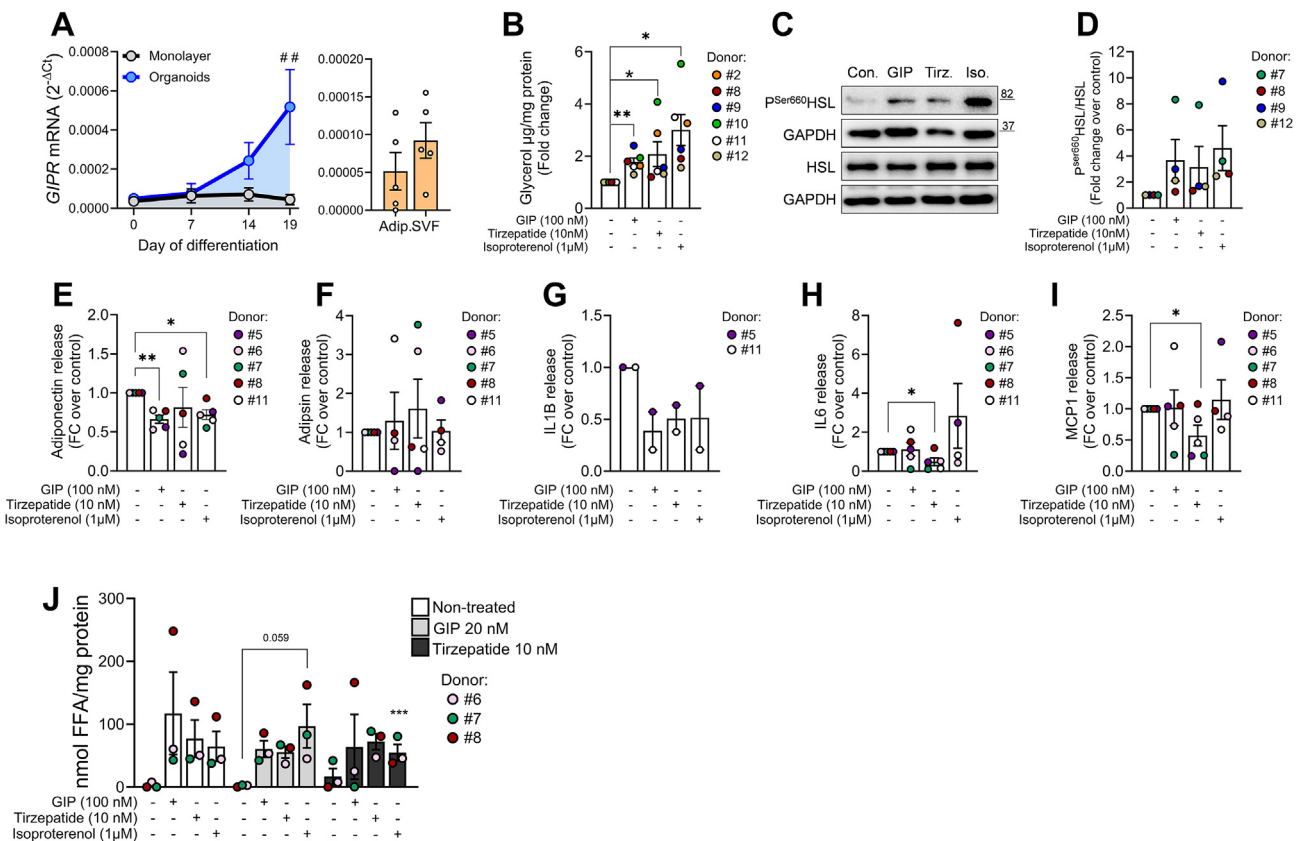 A
GIPR mRNA (2-ΔCt)
0.0008
0.0006
0.0004
0.0002
0.0000
Monolayer
Organoids
##
0 7 14 19
Day of differentiation
0.00020
0.00015
0.00010
0.00005
0.00000
Adip.SVF
B
Glycerol µg/mg protein
(Fold change)
6
4
2
0
*
*
**
Donor:
#2
#8
#9
#10
#11
#12
GIP (100 nM) - + - -
Tirzepatide (10nM) - - + -
Isoproterenol (1µM) - - - +
C
Con. GIP Tirz. Iso.
PSer660HSL 82
GAPDH 37
HSL
GAPDH
D
Pser660HSL/HSL
(Fold change over control)
12
10
8
6
4
2
0
Donor:
#7
#8
#9
#12
GIP (100 nM) - + - -
Tirzepatide (10nM) - - + -
Isoproterenol (1µM) - - - +
E
Adiponectin release
(FC over control)
2.0
1.5
1.0
0.5
0.0
*
**
Donor:
#5
#6
#7
#8
#11
GIP (100 nM) - + - -
Tirzepatide (10 nM) - - + -
Isoproterenol (1µM) - - - +
F
Adipsin release
(FC over control)
4
3
2
1
0
Donor:
#5
#6
#7
#8
#11
GIP (100 nM) - + - -
Tirzepatide (10 nM) - - + -
Isoproterenol (1µM) - - - +
G
IL1B release
(FC over control)
1.5
1.0
0.5
0.0
Donor:
#5
#11
GIP (100 nM) - + - -
Tirzepatide (10 nM) - - + -
Isoproterenol (1µM) - - - +
H
IL6 release
(FC over control)
8
6
4
2
0
*
Donor:
#5
#6
#7
#8
#11
GIP (100 nM) - + - -
Tirzepatide (10 nM) - - + -
Isoproterenol (1µM) - - - +
I
MCP1 release
(FC over control)
2.5
2.0
1.5
1.0
0.5
0.0
*
Donor:
#5
#6
#7
#8
#11
GIP (100 nM) - + - -
Tirzepatide (10 nM) - - + -
Isoproterenol (1µM) - - - +
J
nmol FFA/mg protein
300
200
100
0
0.059
***
Non-treated
GIP 20 nM
Tirzepatide 10 nM
Donor:
#6
#7
#8
GIP (100 nM) - + - - - + - - - + - -
Tirzepatide (10 nM) - - + - - - + - - - + -
Isoproterenol (1µM) - - - + - - - + - - - +